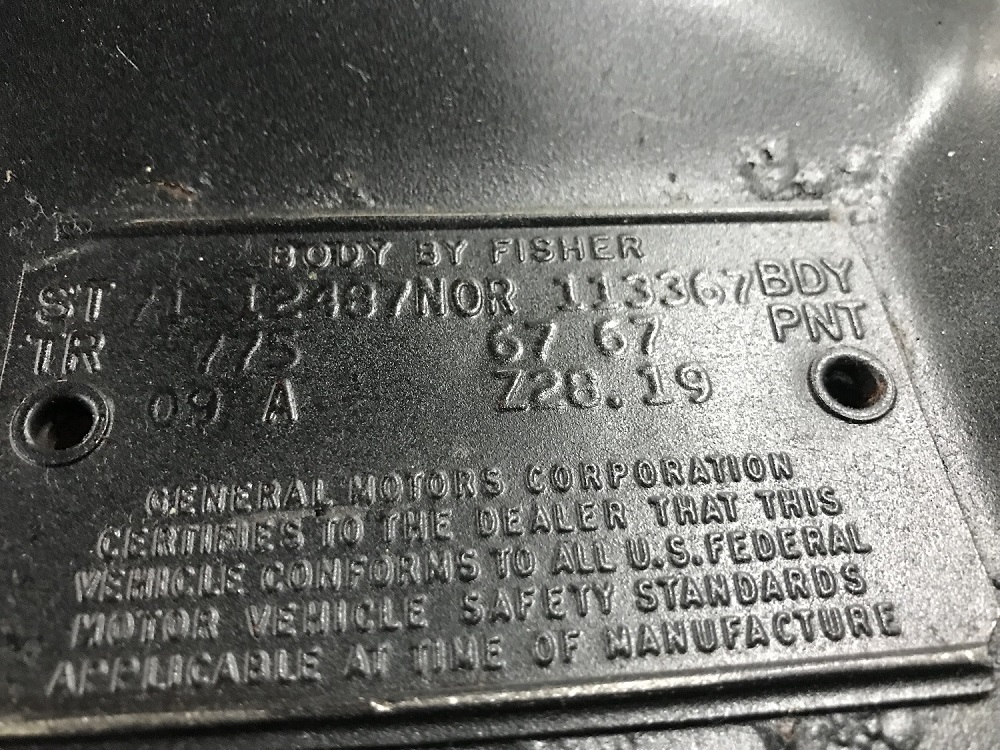 BODY BY FISHER
ST 71 12487 NOR 113367 BDY
TR 775 67 67 PNT
09 A Z28.19
GENERAL MOTORS CORPORATION
CERTIFIES TO THE DEALER THAT THIS
VEHICLE CONFORMS TO ALL U.S. FEDERAL
MOTOR VEHICLE SAFETY STANDARDS
APPLICABLE AT TIME OF MANUFACTURE